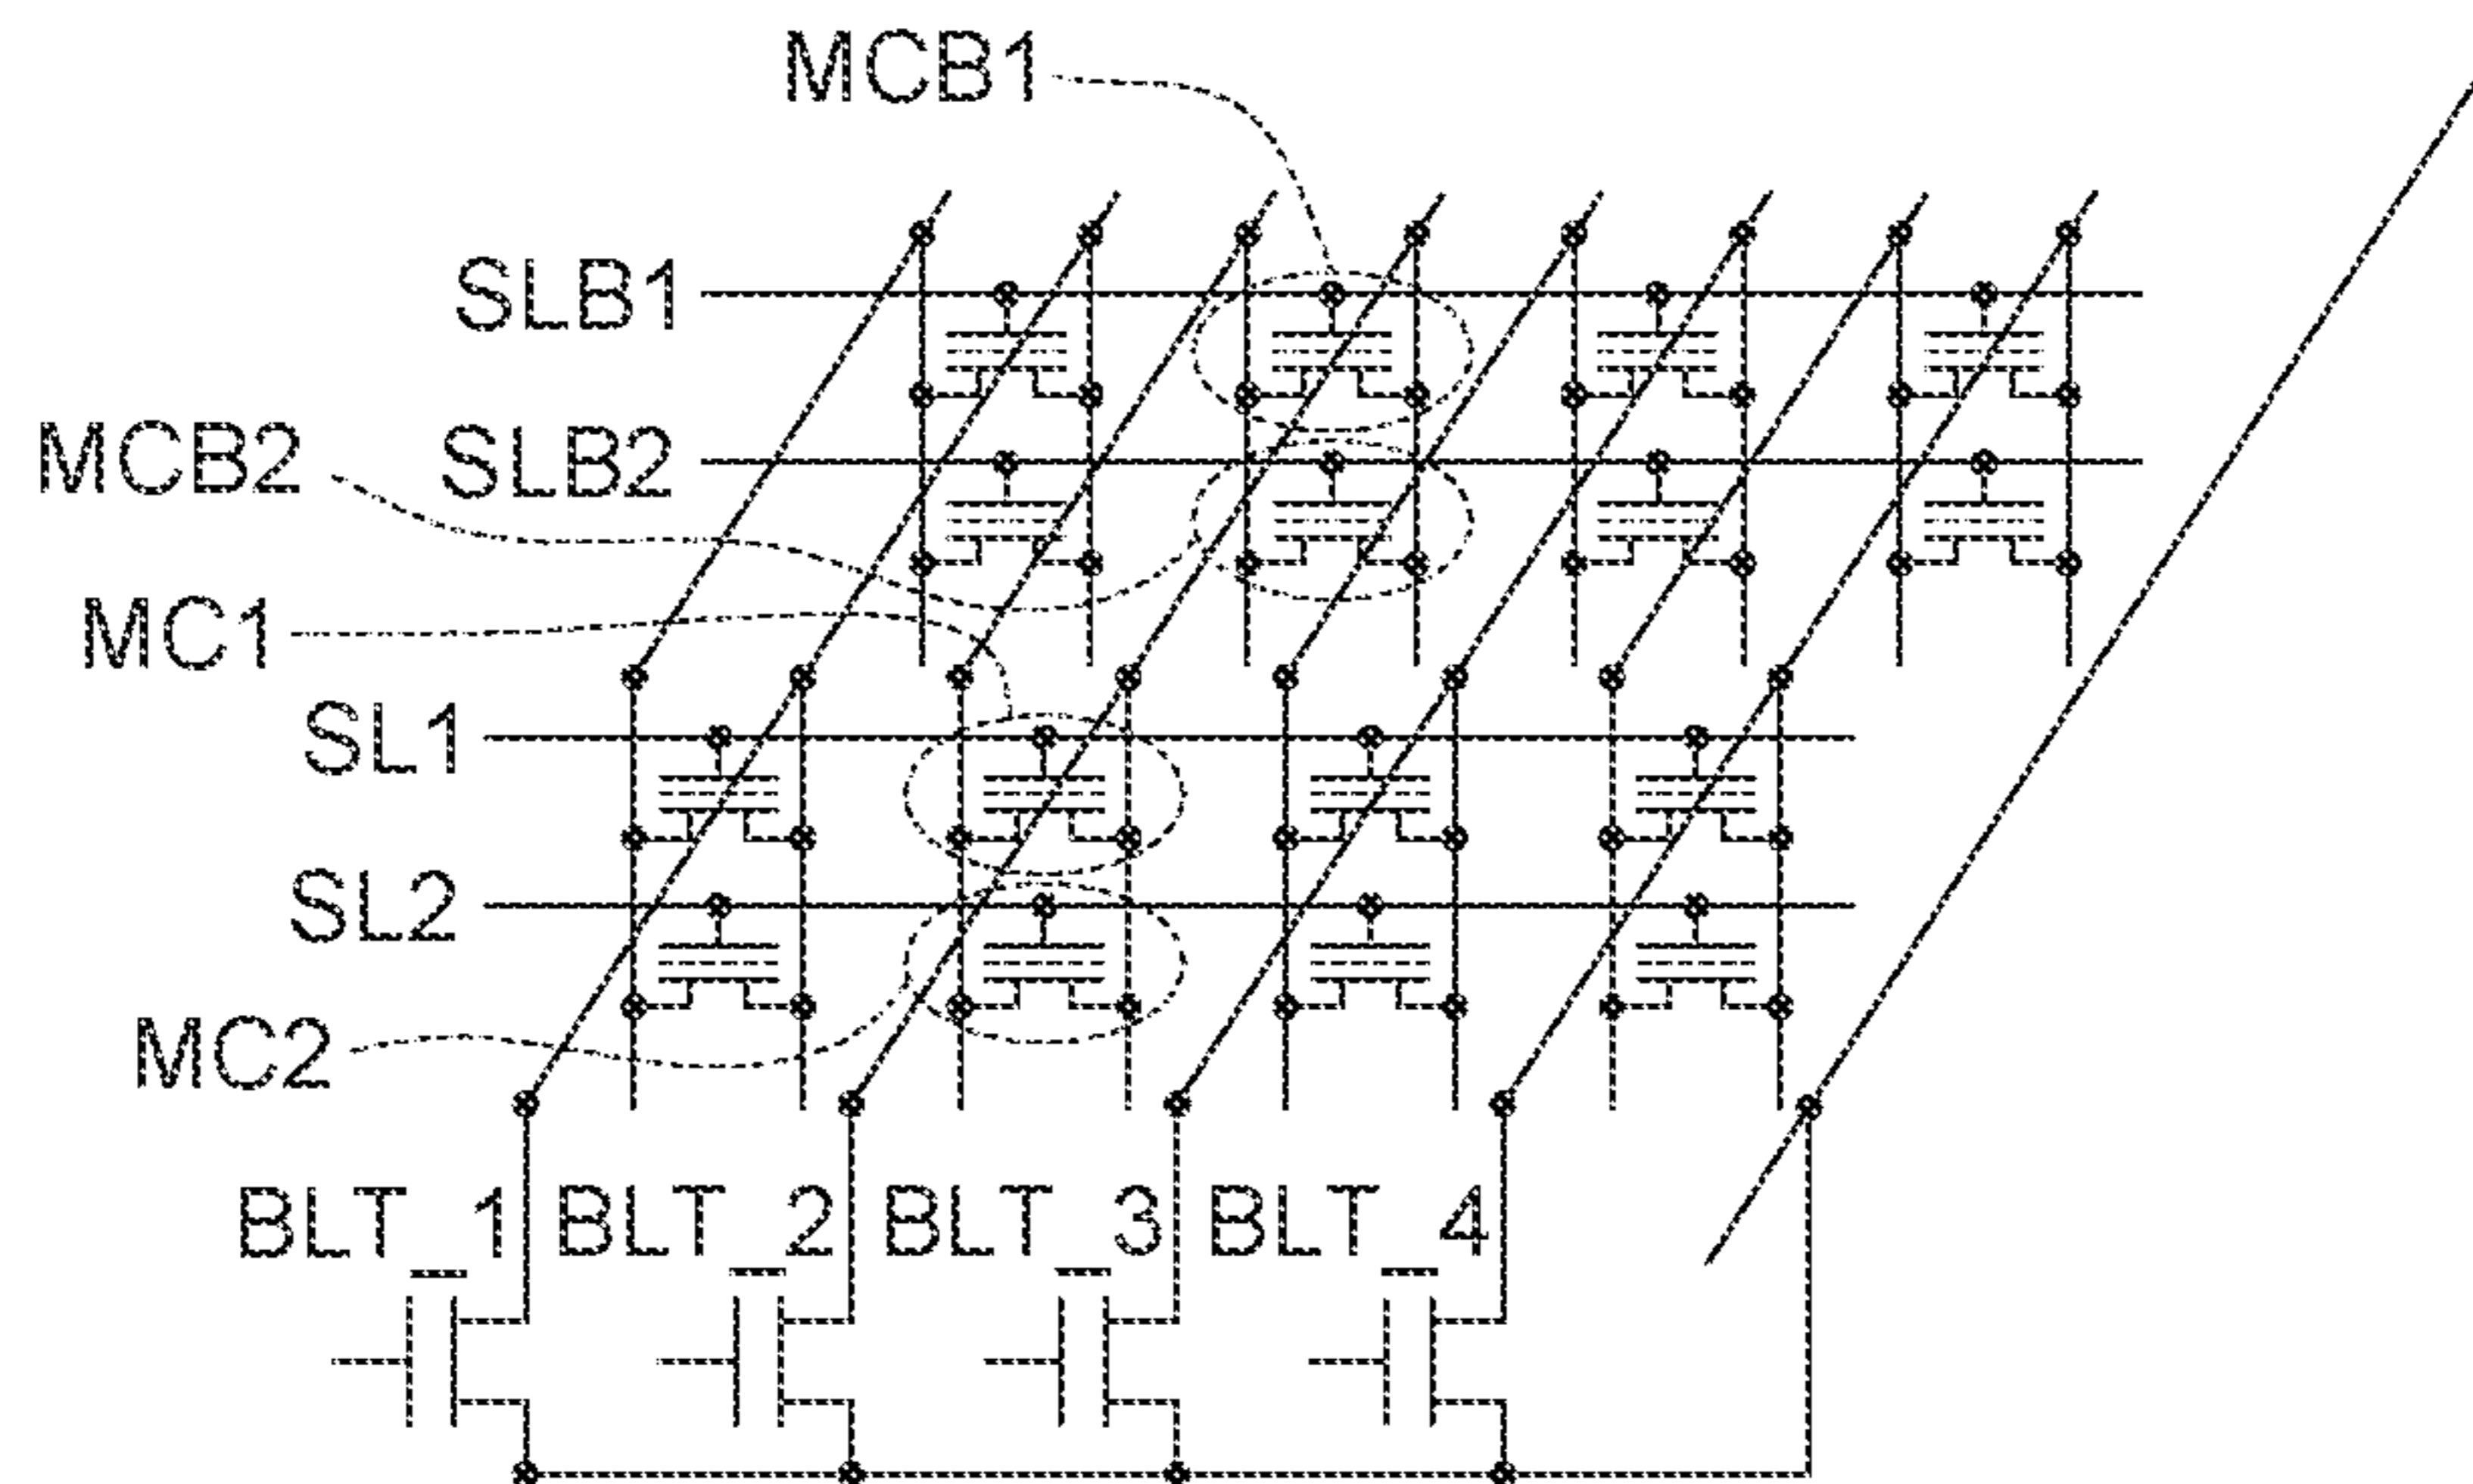 MCB1
SLB1
MCB2 SLB2
MC1
SL1
SL2
MC2
BLT_1 BLT_2 BLT_3 BLT_4